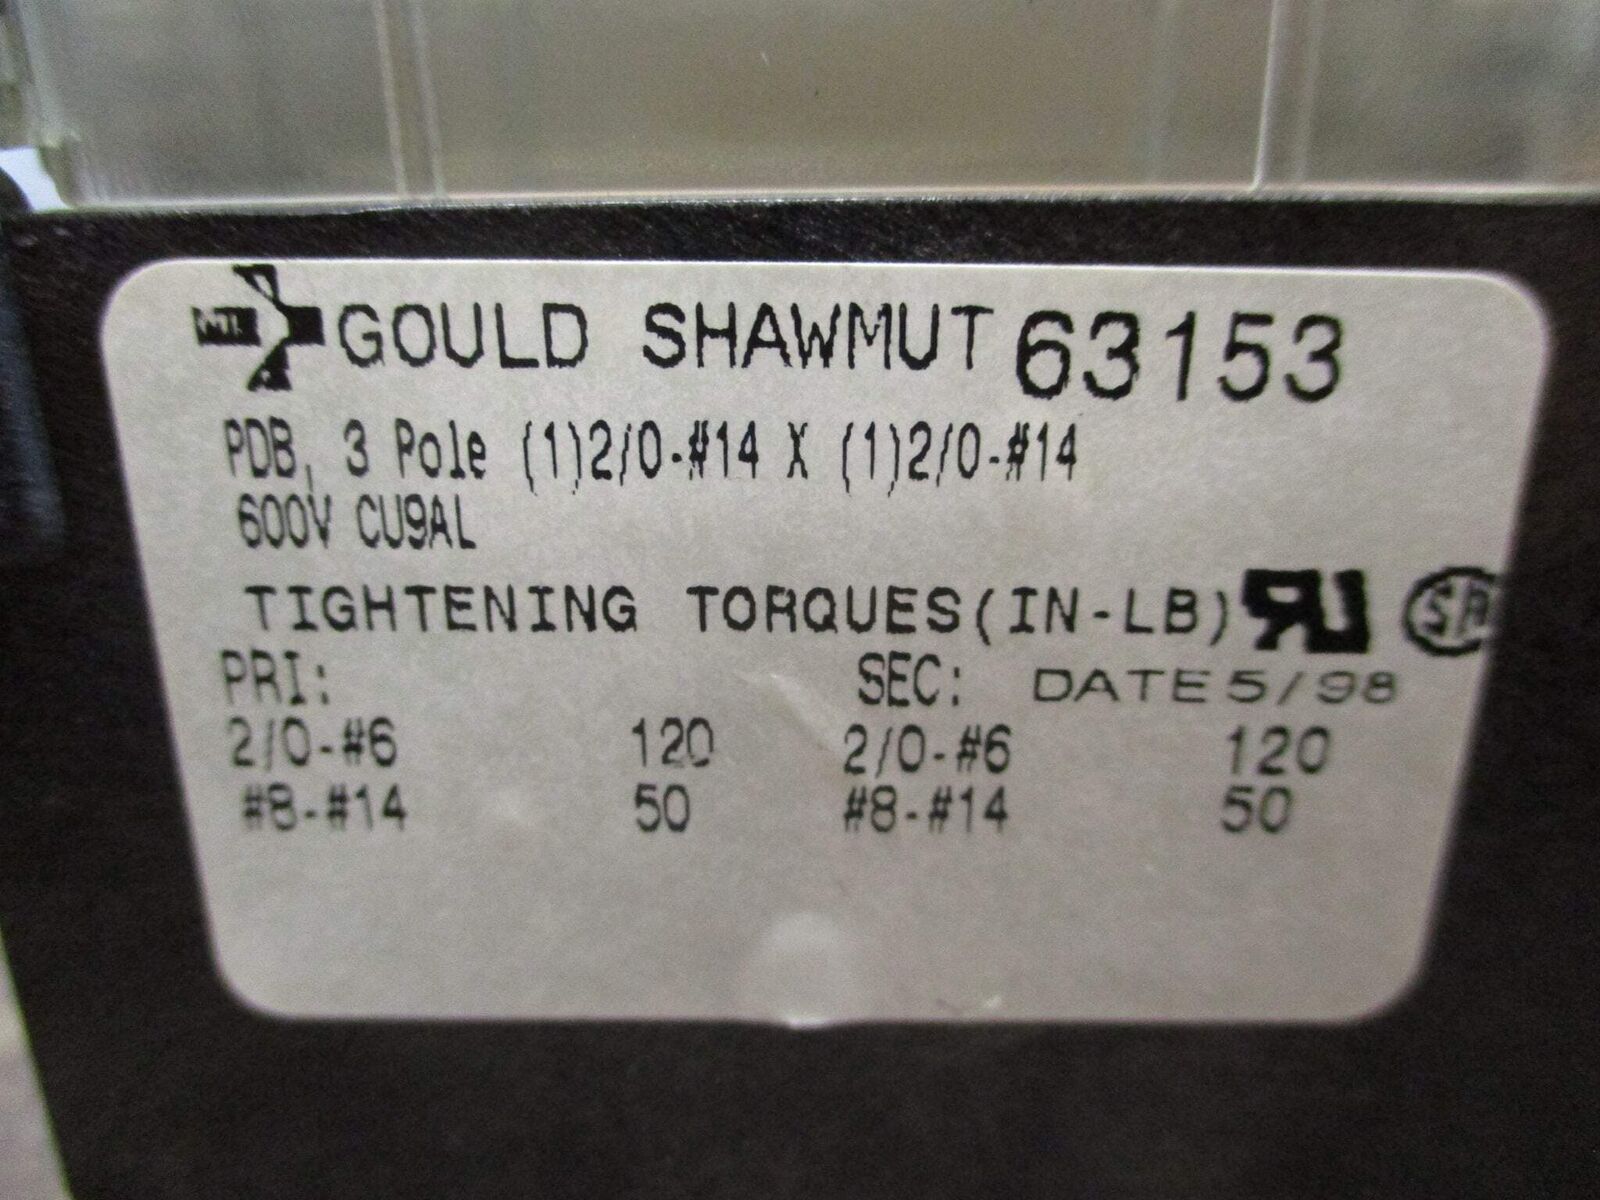 GOULD SHAWMUT 63153
PDB, 3 Pole (1)2/0-#14 X (1)2/0-#14
600V CU9AL
TIGHTENING TORQUES(IN-LB) RU SA
PRI: SEC: DATE 5/98
2/0-#6 120 2/0-#6 120
#8-#14 50 #8-#14 50